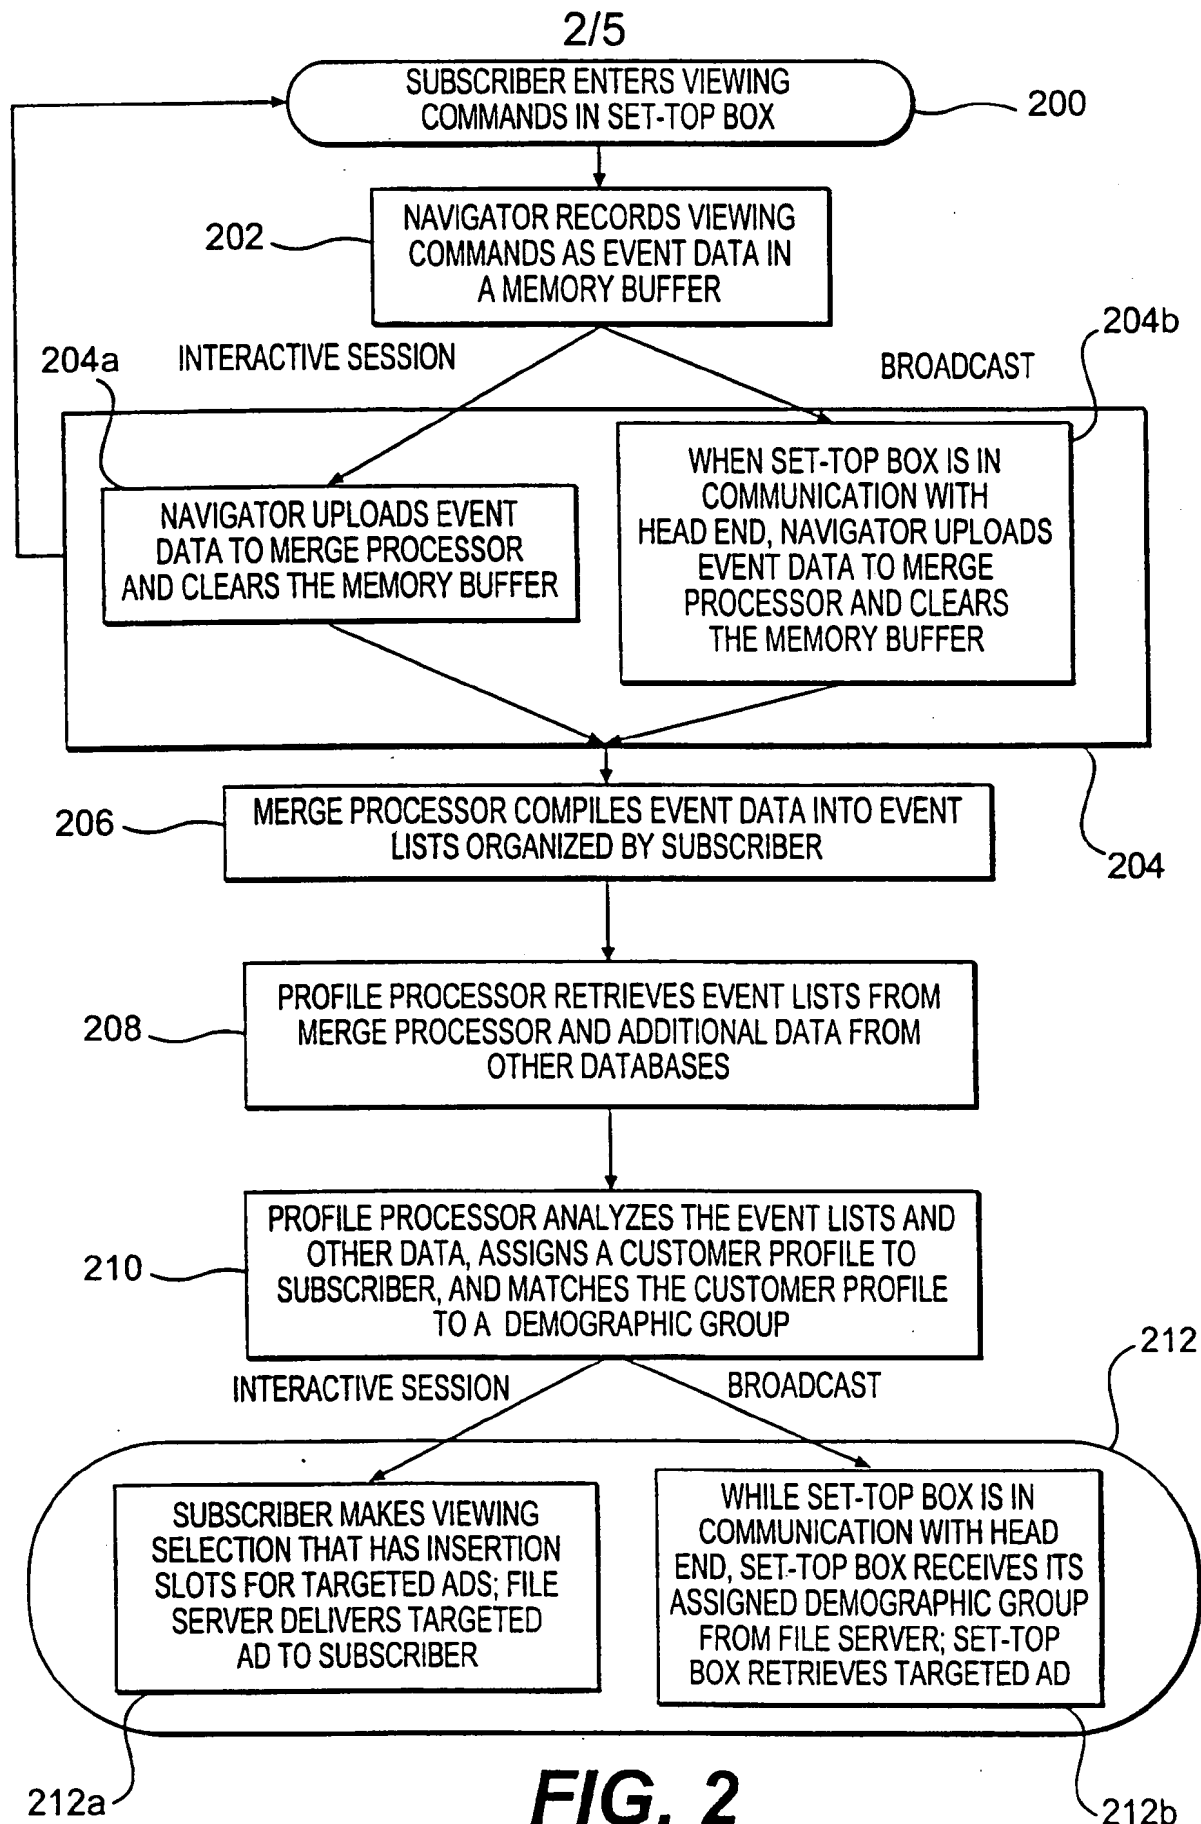 2/5
SUBSCRIBER ENTERS VIEWING
COMMANDS IN SET-TOP BOX
200
NAVIGATOR RECORDS VIEWING
COMMANDS AS EVENT DATA IN
A MEMORY BUFFER
202
INTERACTIVE SESSION
BROADCAST
204a
204b
NAVIGATOR UPLOADS EVENT
DATA TO MERGE PROCESSOR
AND CLEARS THE MEMORY BUFFER
WHEN SET-TOP BOX IS IN
COMMUNICATION WITH
HEAD END, NAVIGATOR UPLOADS
EVENT DATA TO MERGE
PROCESSOR AND CLEARS
THE MEMORY BUFFER
204
MERGE PROCESSOR COMPILES EVENT DATA INTO EVENT
LISTS ORGANIZED BY SUBSCRIBER
206
PROFILE PROCESSOR RETRIEVES EVENT LISTS FROM
MERGE PROCESSOR AND ADDITIONAL DATA FROM
OTHER DATABASES
208
PROFILE PROCESSOR ANALYZES THE EVENT LISTS AND
OTHER DATA, ASSIGNS A CUSTOMER PROFILE TO
SUBSCRIBER, AND MATCHES THE CUSTOMER PROFILE
TO A DEMOGRAPHIC GROUP
210
INTERACTIVE SESSION
BROADCAST
212
SUBSCRIBER MAKES VIEWING
SELECTION THAT HAS INSERTION
SLOTS FOR TARGETED ADS; FILE
SERVER DELIVERS TARGETED
AD TO SUBSCRIBER
WHILE SET-TOP BOX IS IN
COMMUNICATION WITH HEAD
END, SET-TOP BOX RECEIVES ITS
ASSIGNED DEMOGRAPHIC GROUP
FROM FILE SERVER; SET-TOP
BOX RETRIEVES TARGETED AD
212a
212b
FIG. 2